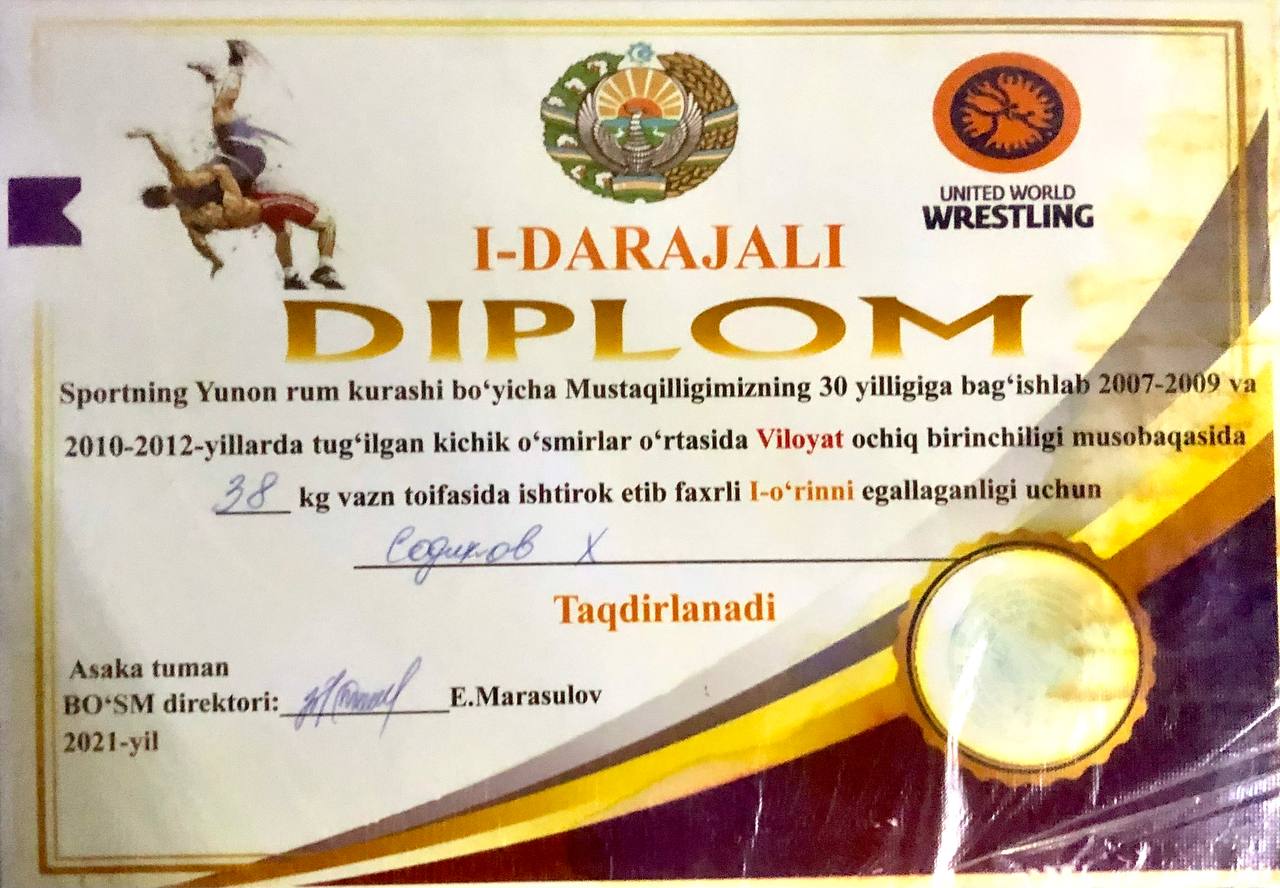 UNITED WORLD
WRESTLING
I-DARAJALI
DIPLOM
Sportning Yunon rum kurashi bo‘yicha Mustaqilligimizning 30 yilligiga bag‘ishlab 2007-2009 va
2010-2012-yillarda tug‘ilgan kichik o‘smirlar o‘rtasida Viloyat ochiq birinchiligi musobaqasida
38 kg vazn toifasida ishtirok etib faxrli I-o‘rinni egallaganligi uchun
Содиков Х
Taqdirlanadi
Asaka tuman
BO‘SM direktori: E.Marasulov
2021-yil